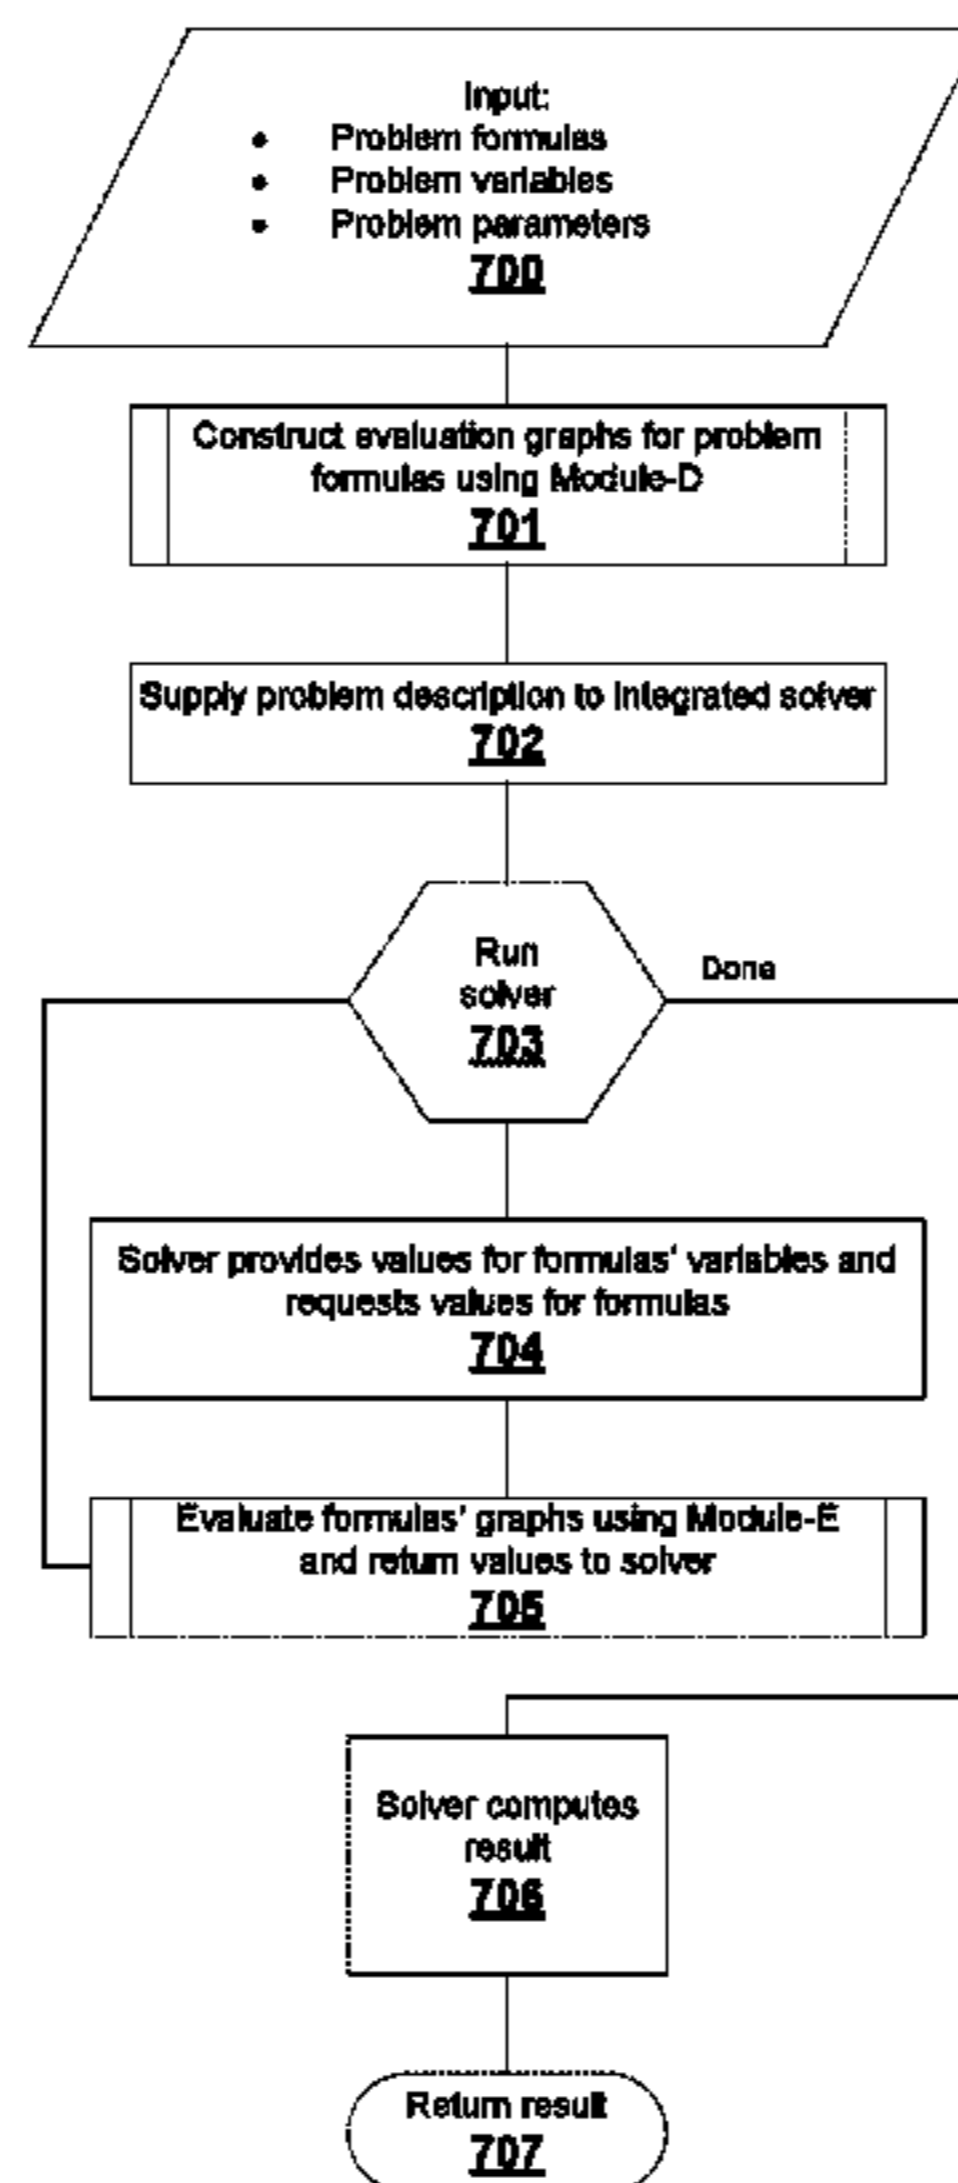 Input:
• Problem formulas
• Problem variables
• Problem parameters
700
Construct evaluation graphs for problem
formulas using Module-D
701
Supply problem description to integrated solver
702
Run
solver
703
Done
Solver provides values for formulas' variables and
requests values for formulas
704
Evaluate formulas' graphs using Module-E
and return values to solver
705
Solver computes
result
706
Return result
707